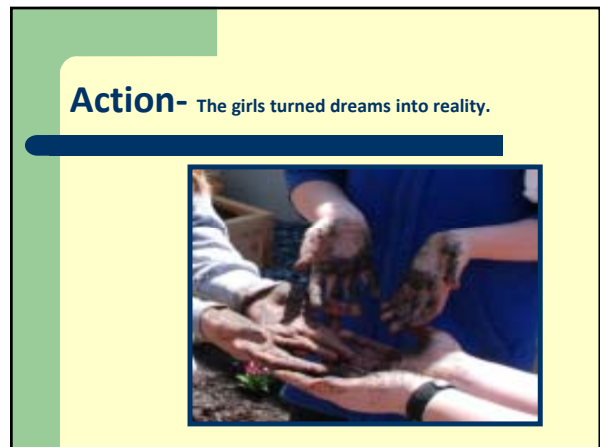 Action- The girls turned dreams into reality.